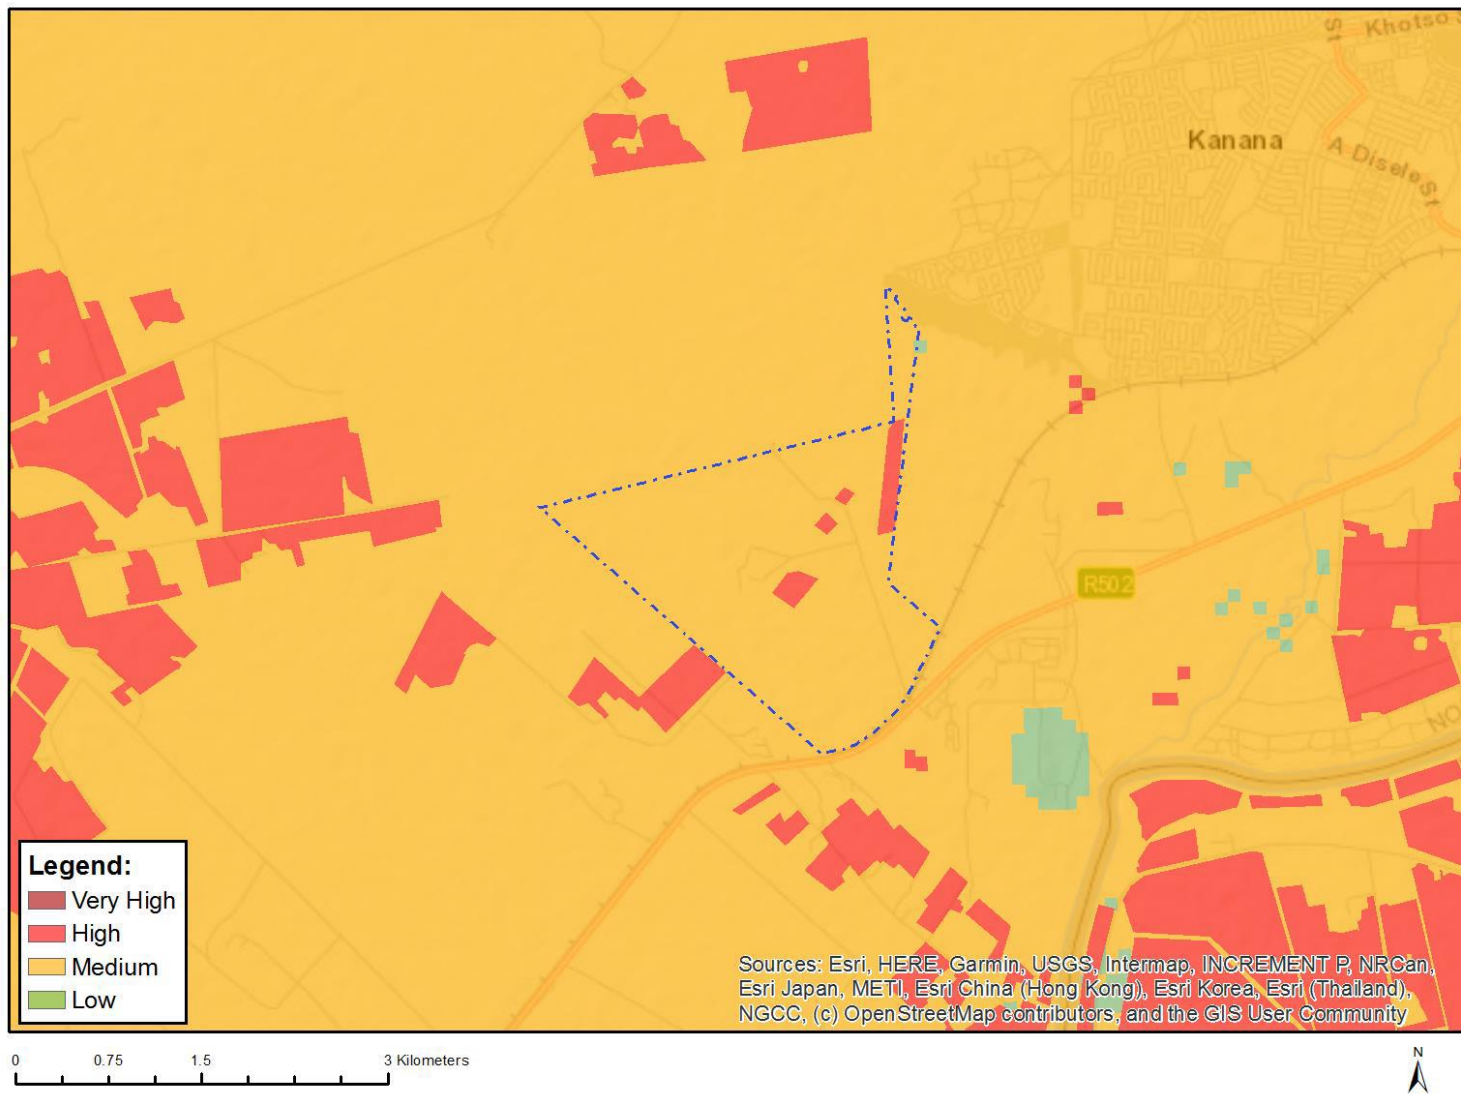 St
Khotso S
Kanana
A Disele St
R502
NO
Legend:
Very High
High
Medium
Low
Sources: Esri, HERE, Garmin, USGS, Intermap, INCREMENT P, NRCan,
Esri Japan, METI, Esri China (Hong Kong), Esri Korea, Esri (Thailand),
NGCC, (c) OpenStreetMap contributors, and the GIS User Community
0 0.75 1.5 3 Kilometers
N